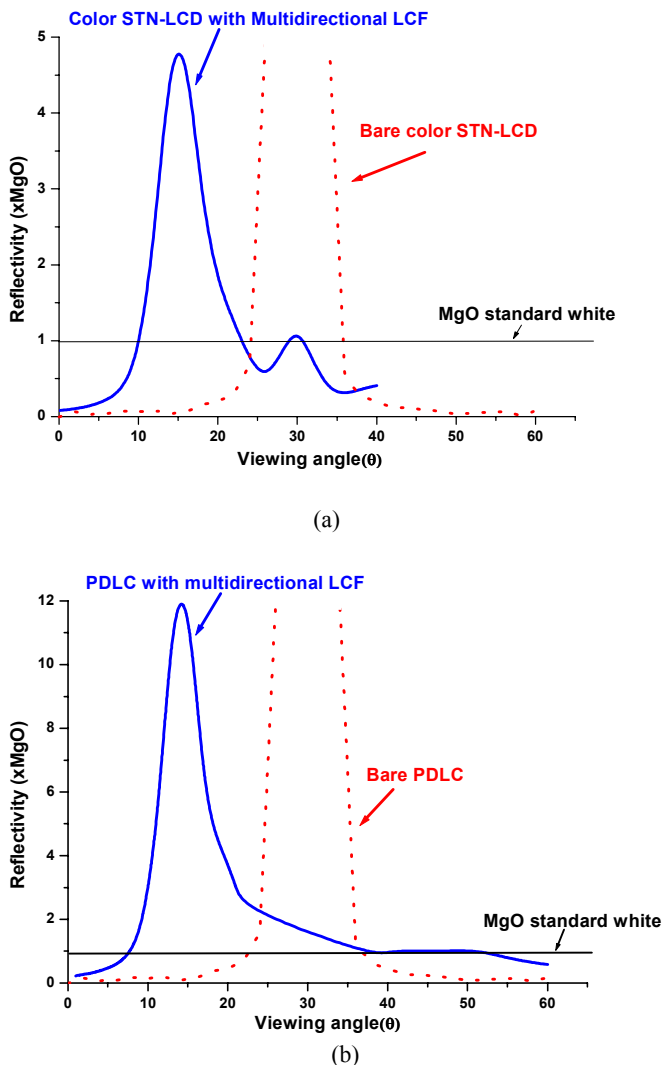 Color STN-LCD with Multidirectional LCF
5
4
3
2
1
0
Reflectivity (xMgO)
Bare color STN-LCD
MgO standard white
0 10 20 30 40 50 60
Viewing angle(θ)
(a)
PDLC with multidirectional LCF
12
10
8
6
4
2
0
Reflectivity (xMgO)
Bare PDLC
MgO standard white
0 10 20 30 40 50 60
Viewing angle(θ)
(b)